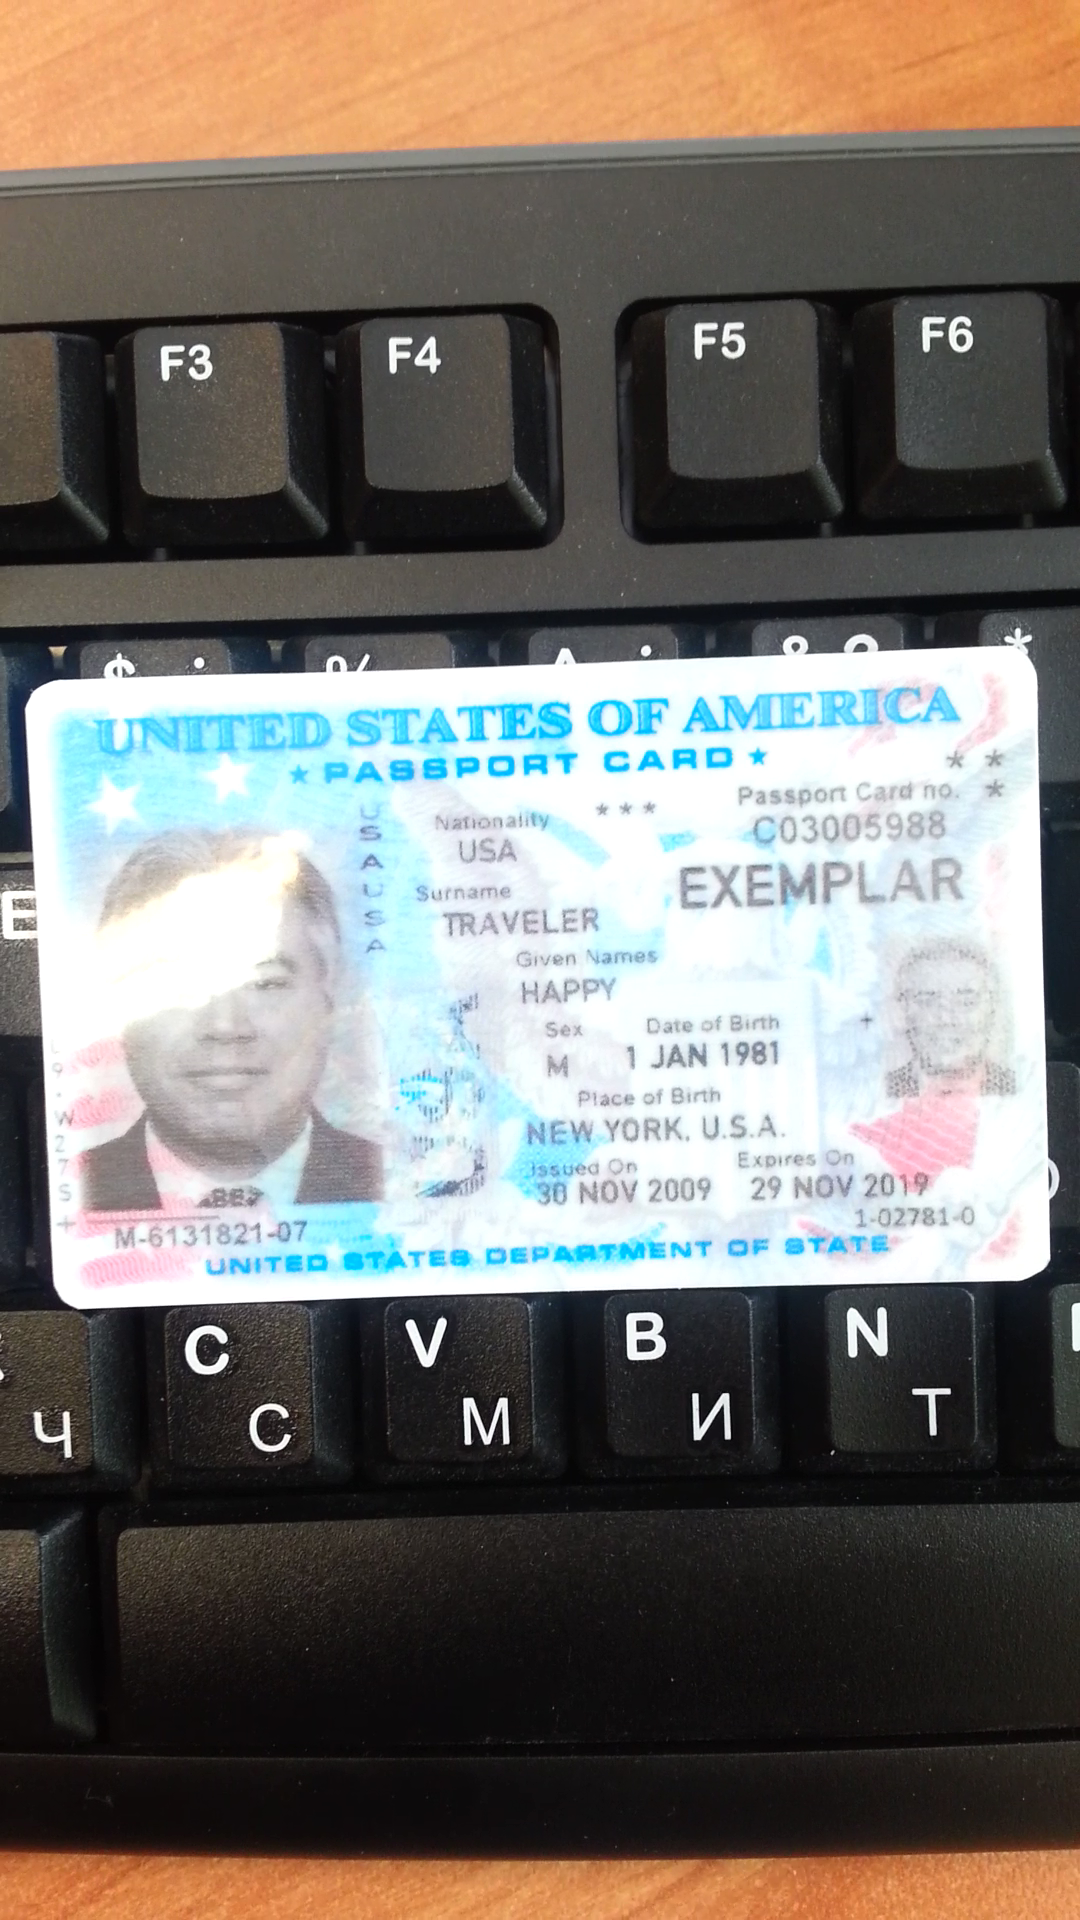 F3 F4 F5 F6
$ % ^ & *
UNITED STATES OF AMERICA
★ PASSPORT CARD ★
* *
Nationality * * * Passport Card no. *
USA C03005988
EXEMPLAR
Surname
TRAVELER
Given Names
HAPPY
Sex Date of Birth
M 1 JAN 1981
Place of Birth
NEW YORK, U.S.A.
Issued On Expires On
30 NOV 2009 29 NOV 2019
M-6131821-07 1-02781-0
UNITED STATES DEPARTMENT OF STATE
U
S
A
U
S
A
E
C V B N
Ч С М И Т